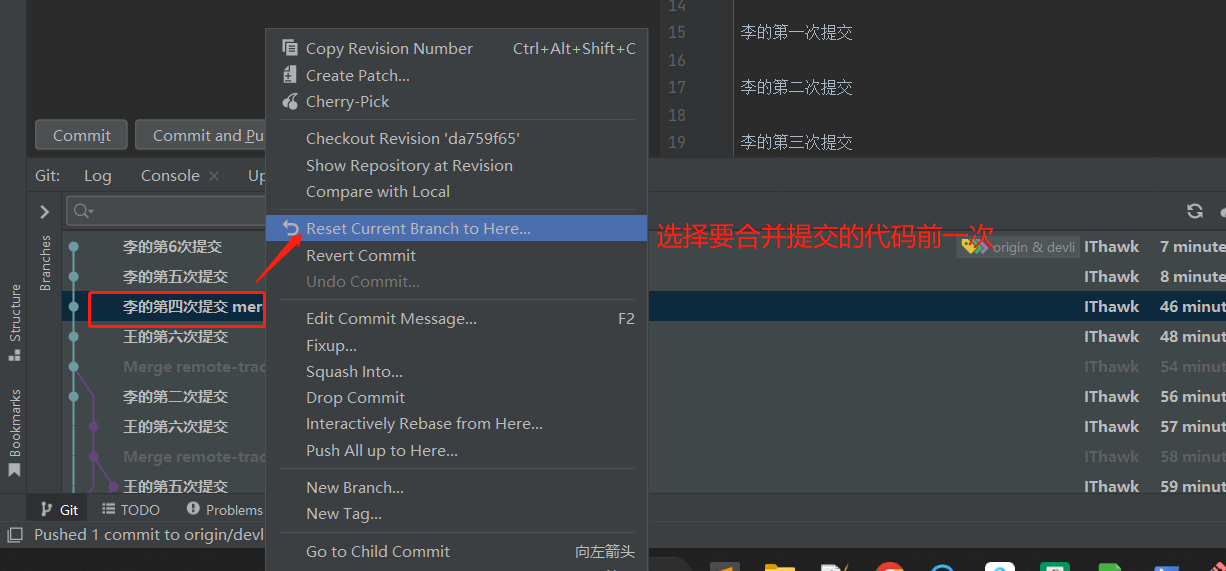 14
15 李的第一次提交
16
17 李的第二次提交
18
19 李的第三次提交
Commit
Commit and Pu
Git: Log Console Up
Copy Revision Number Ctrl+Alt+Shift+C
Create Patch...
Cherry-Pick
Checkout Revision 'da759f65'
Show Repository at Revision
Compare with Local
Reset Current Branch to Here...
Revert Commit
Undo Commit...
Edit Commit Message... F2
Fixup...
Squash Into...
Drop Commit
Interactively Rebase from Here...
Push All up to Here...
New Branch...
New Tag...
Go to Child Commit 向左箭头
选择要合并提交的代码前一次
Branches
Structure
Bookmarks
李的第6次提交 origin & devli IThawk 7 minute
李的第五次提交 IThawk 8 minute
李的第四次提交 mer IThawk 46 minut
王的第六次提交 IThawk 48 minut
Merge remote-trac IThawk 54 minut
李的第二次提交 IThawk 56 minut
王的第六次提交 IThawk 57 minut
Merge remote-trac IThawk 58 minut
王的第五次提交 IThawk 59 minut
Git TODO Problems
Pushed 1 commit to origin/devl